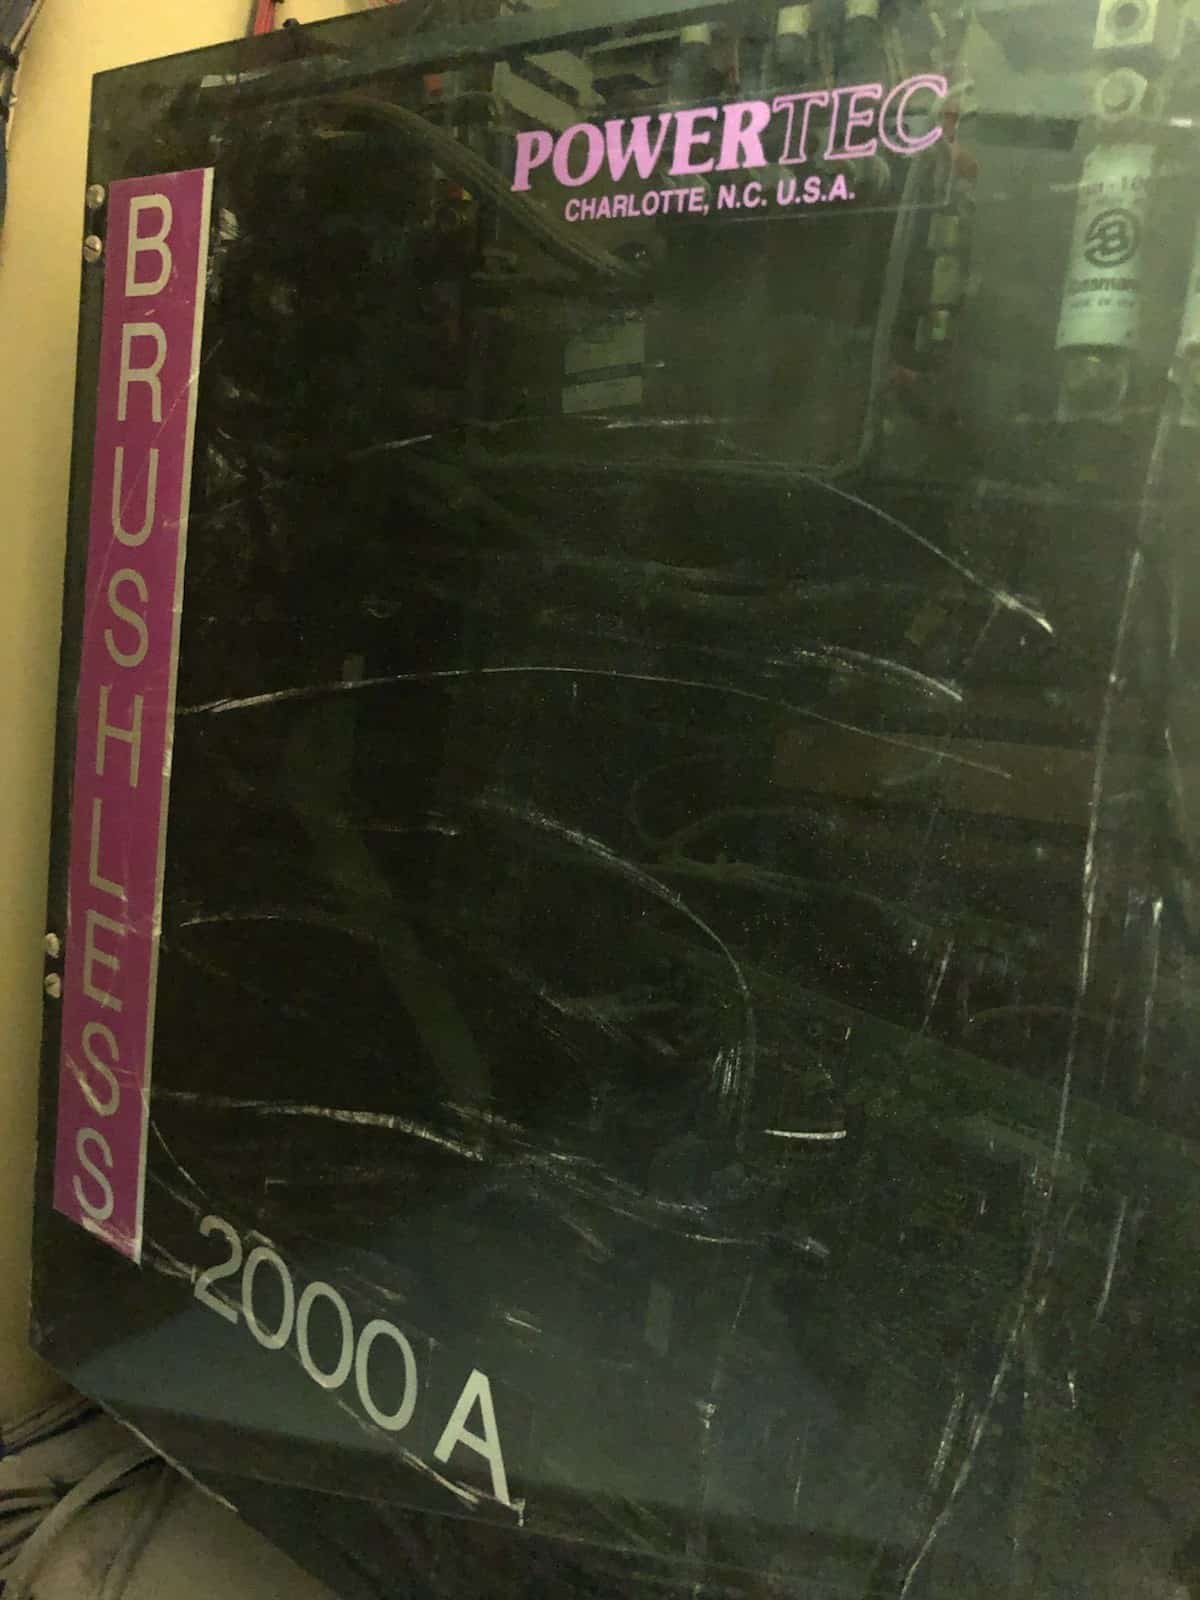 POWERTEC
CHARLOTTE, N.C. U.S.A.
BRUSHLESS
2000 A